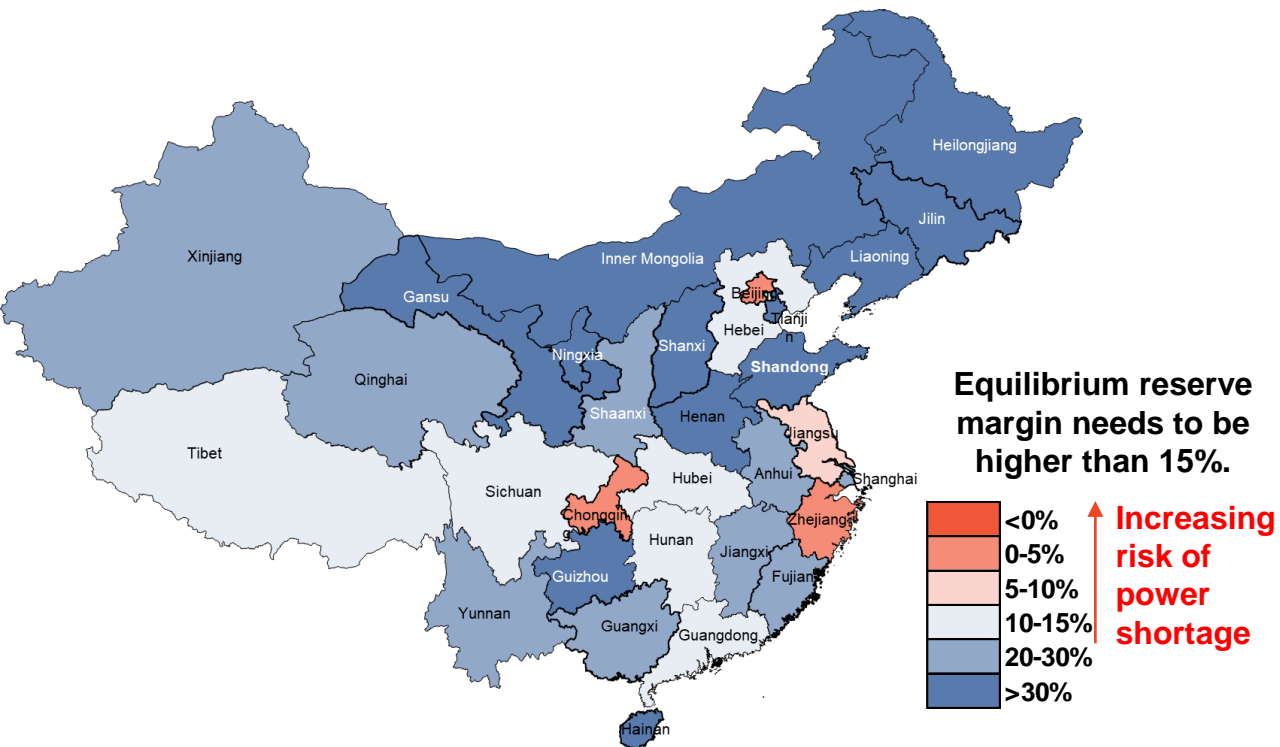 Heilongjiang
Jilin
Xinjiang
Inner Mongolia
Liaoning
Gansu
Beijing
Tianji
n
Hebei
Ningxia
Shanxi
Shandong
Qinghai
Shaanxi
Henan
Jiangsu
Tibet
Anhui
Shanghai
Sichuan
Hubei
Chongqin
g
Zhejiang
Hunan
Jiangxi
Guizhou
Fujian
Yunnan
Guangxi
Guangdong
Hainan
Equilibrium reserve
margin needs to be
higher than 15%.
<0%
0-5%
5-10%
10-15%
20-30%
>30%
Increasing
risk of
power
shortage